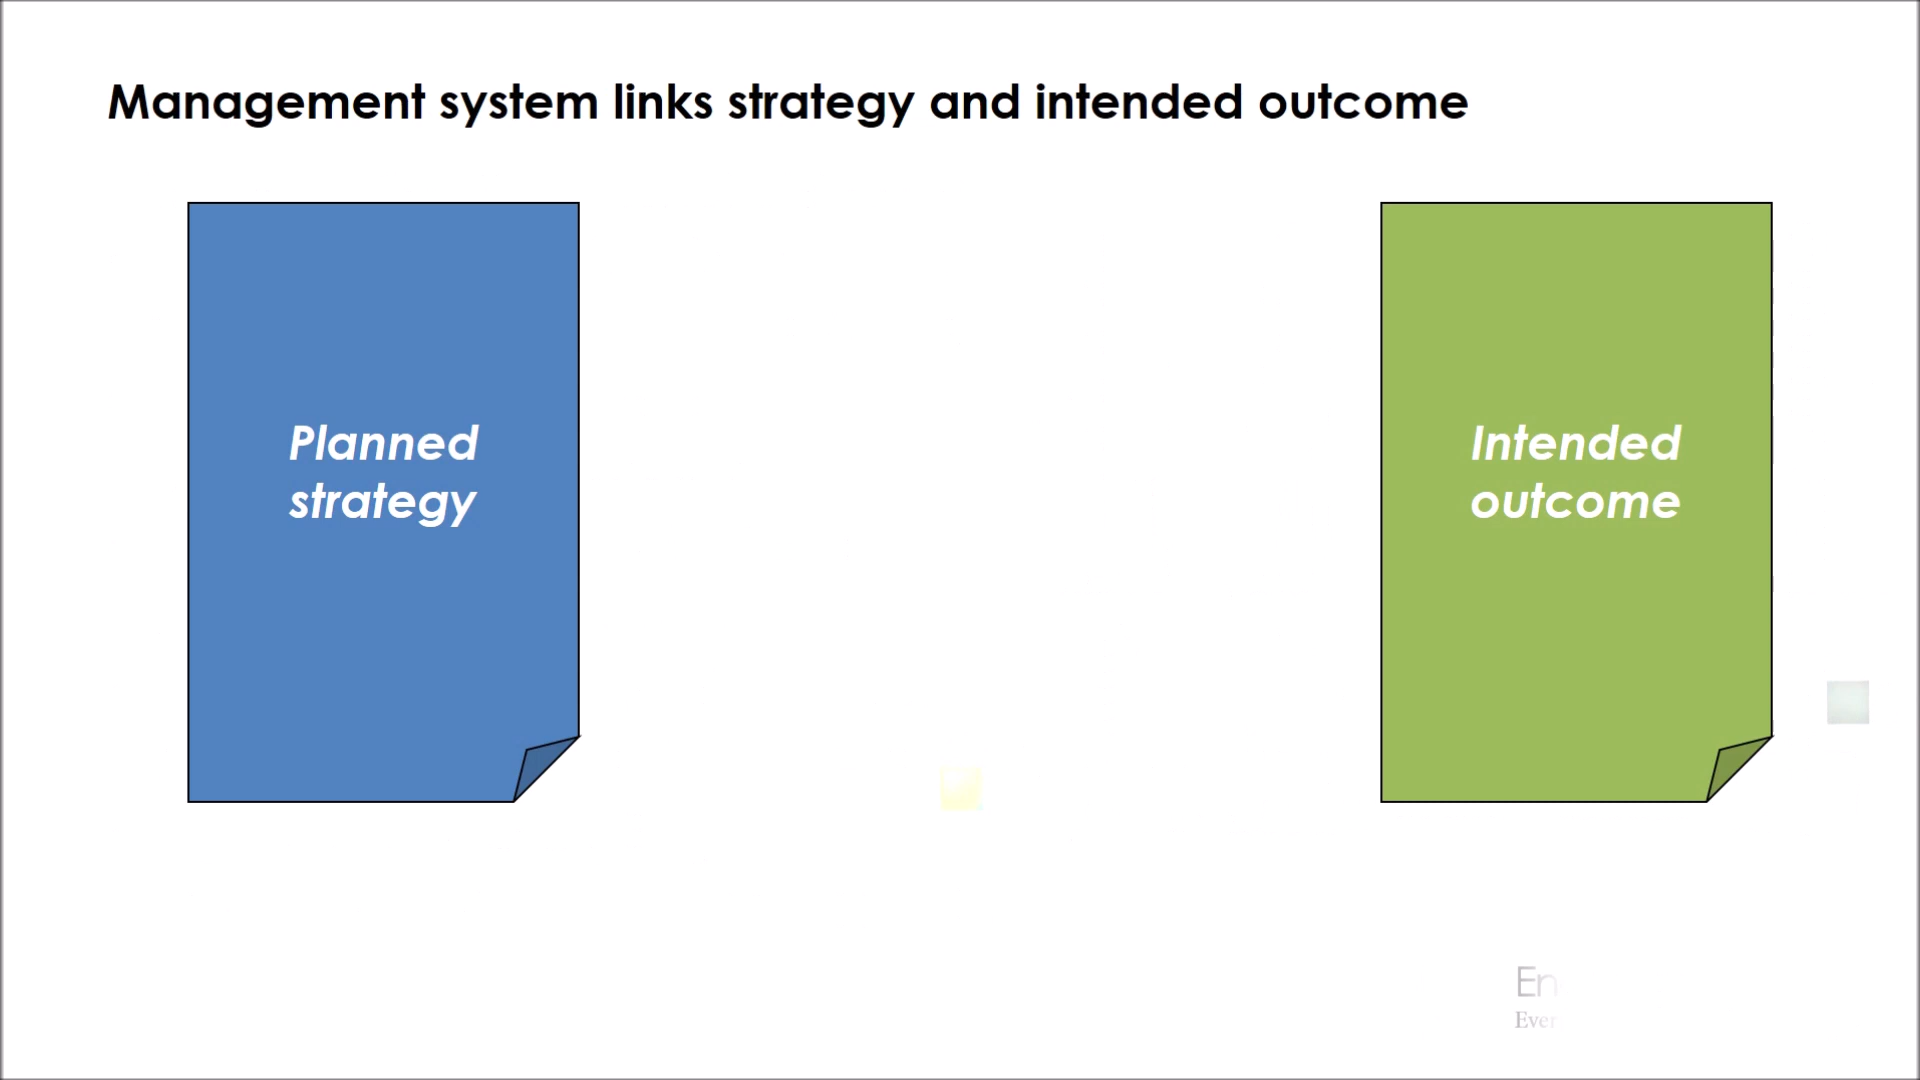 Management system links strategy and intended outcome
Planned
strategy
Intended
outcome